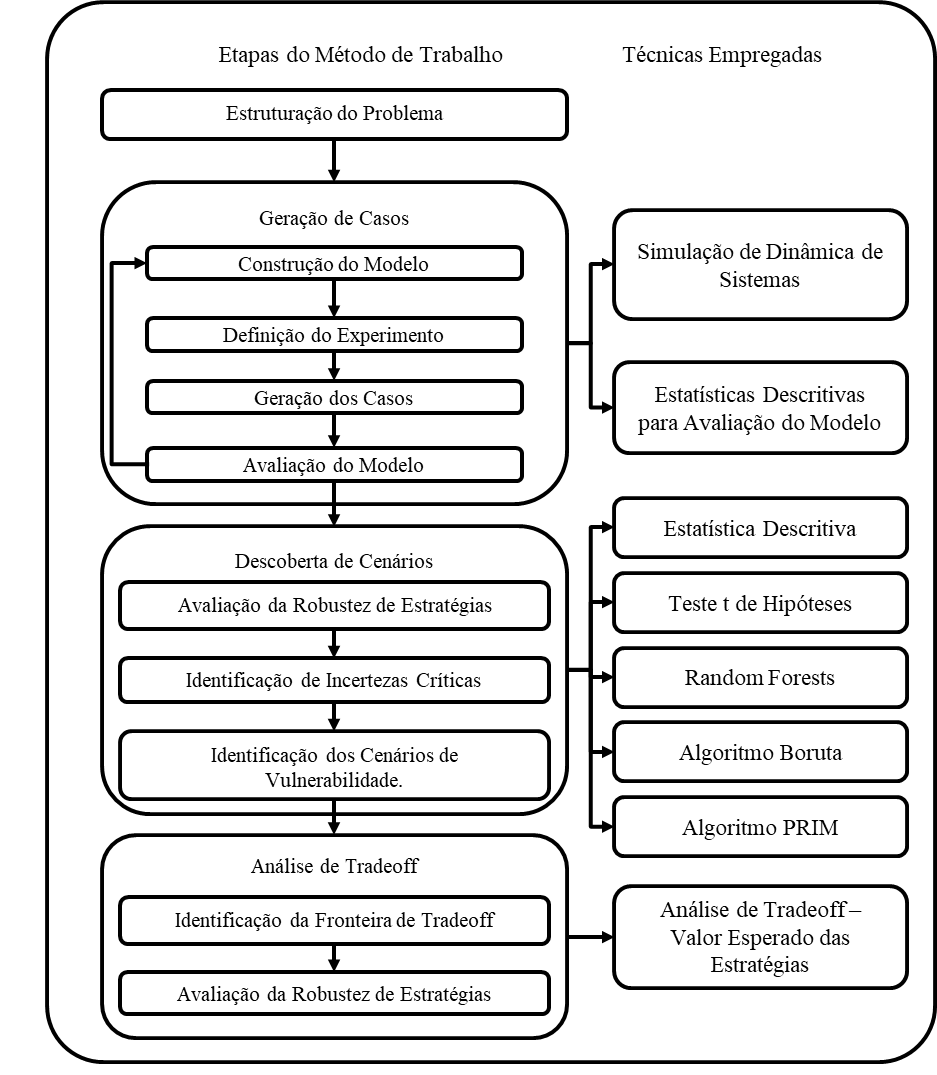 Etapas do Método de Trabalho
Técnicas Empregadas
Estruturação do Problema
Geração de Casos
Construção do Modelo
Definição do Experimento
Geração dos Casos
Avaliação do Modelo
Simulação de Dinâmica de
Sistemas
Estatísticas Descritivas
para Avaliação do Modelo
Descoberta de Cenários
Avaliação da Robustez de Estratégias
Identificação de Incertezas Críticas
Identificação dos Cenários de
Vulnerabilidade.
Estatística Descritiva
Teste t de Hipóteses
Random Forests
Algoritmo Boruta
Algoritmo PRIM
Análise de Tradeoff
Identificação da Fronteira de Tradeoff
Avaliação da Robustez de Estratégias
Análise de Tradeoff –
Valor Esperado das
Estratégias